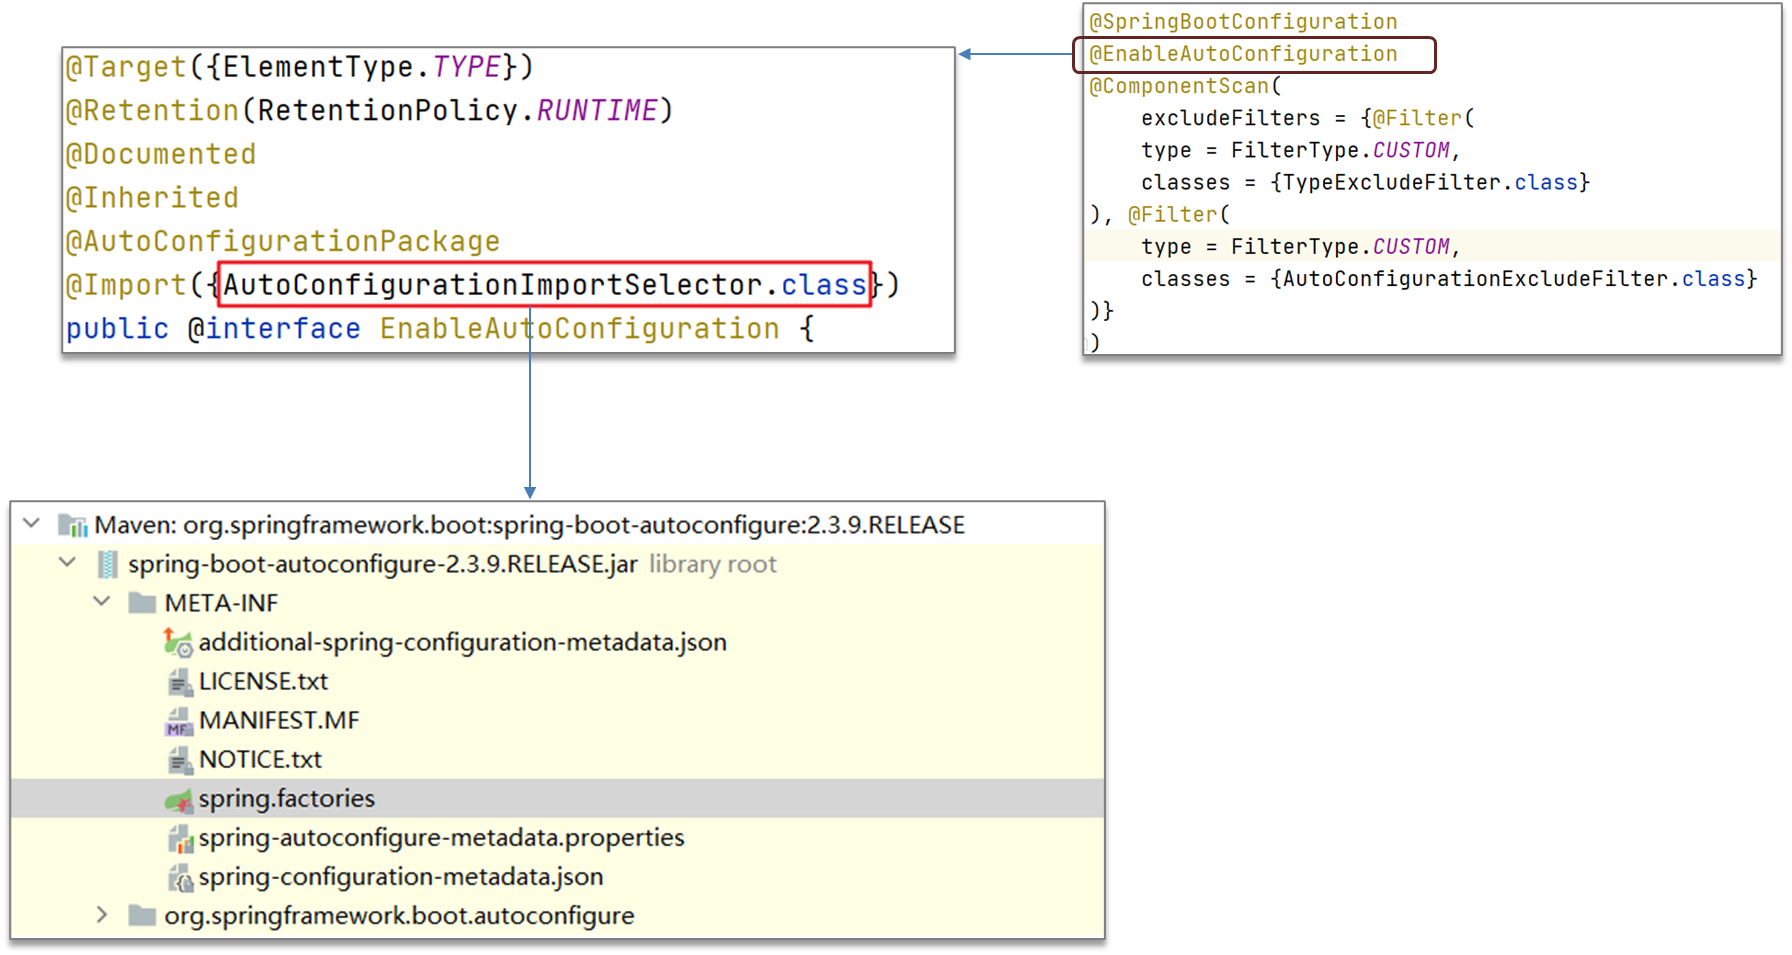 @Target({ElementType.TYPE})
@Retention(RetentionPolicy.RUNTIME)
@Documented
@Inherited
@AutoConfigurationPackage
@Import({AutoConfigurationImportSelector.class})
public @interface EnableAutoConfiguration {
@SpringBootConfiguration
@EnableAutoConfiguration
@ComponentScan(
excludeFilters = {@Filter(
type = FilterType.CUSTOM,
classes = {TypeExcludeFilter.class}
), @Filter(
type = FilterType.CUSTOM,
classes = {AutoConfigurationExcludeFilter.class}
)}
)
Maven: org.springframework.boot:spring-boot-autoconfigure:2.3.9.RELEASE
spring-boot-autoconfigure-2.3.9.RELEASE.jar library root
META-INF
additional-spring-configuration-metadata.json
LICENSE.txt
MANIFEST.MF
NOTICE.txt
spring.factories
spring-autoconfigure-metadata.properties
spring-configuration-metadata.json
org.springframework.boot.autoconfigure